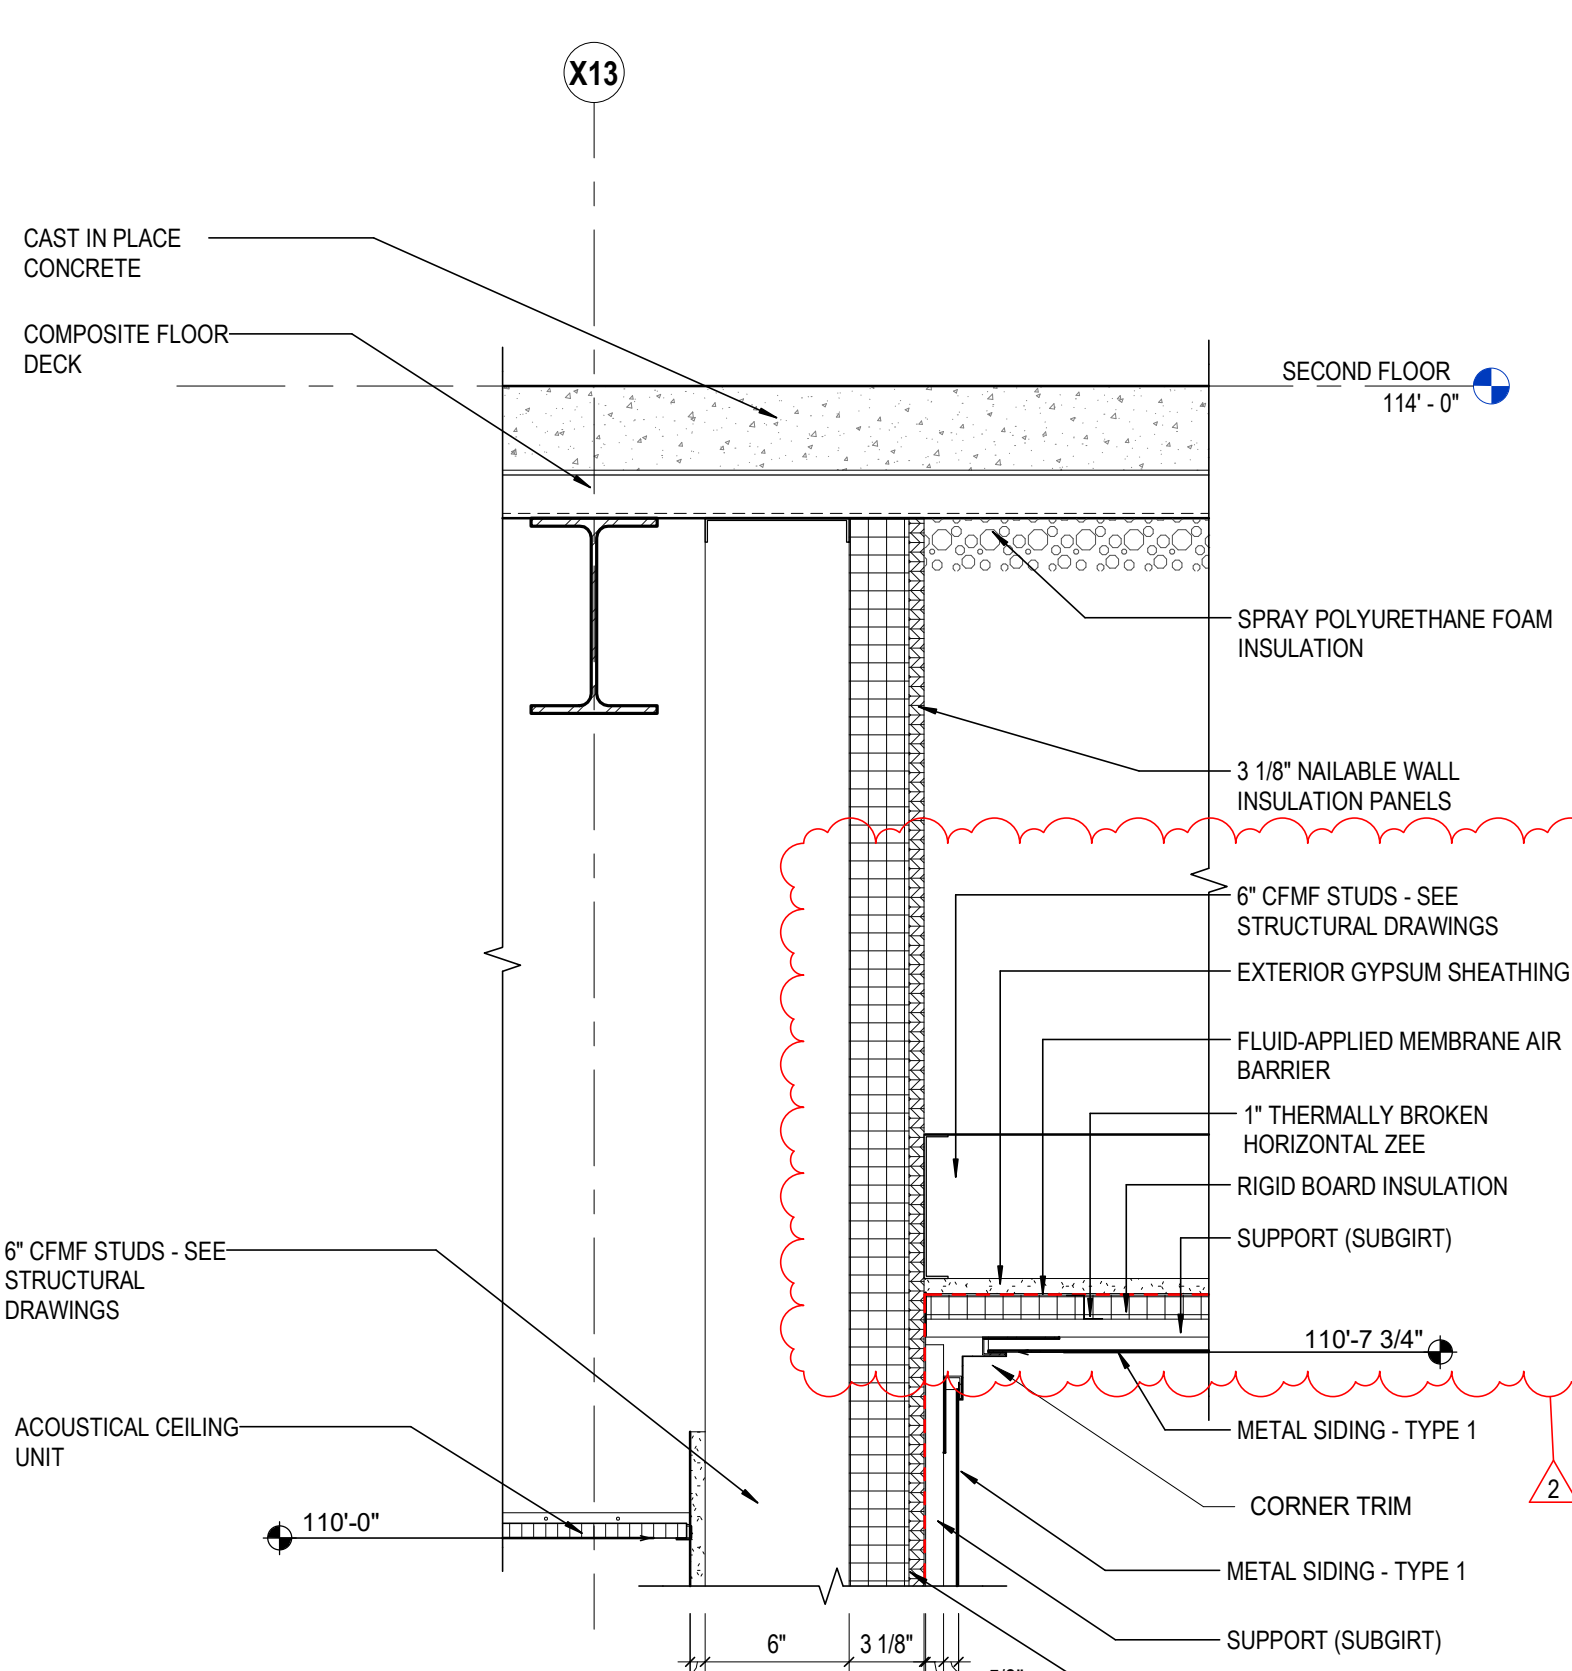 X13
CAST IN PLACE
CONCRETE
COMPOSITE FLOOR
DECK
SECOND FLOOR
114' - 0"
SPRAY POLYURETHANE FOAM
INSULATION
3 1/8" NAILABLE WALL
INSULATION PANELS
6" CFMF STUDS - SEE
STRUCTURAL DRAWINGS
EXTERIOR GYPSUM SHEATHING
FLUID-APPLIED MEMBRANE AIR
BARRIER
1" THERMALLY BROKEN
HORIZONTAL ZEE
RIGID BOARD INSULATION
SUPPORT (SUBGIRT)
6" CFMF STUDS - SEE
STRUCTURAL
DRAWINGS
110'-7 3/4"
METAL SIDING - TYPE 1
ACOUSTICAL CEILING
UNIT
2
CORNER TRIM
110'-0"
METAL SIDING - TYPE 1
SUPPORT (SUBGIRT)
6"
3 1/8"